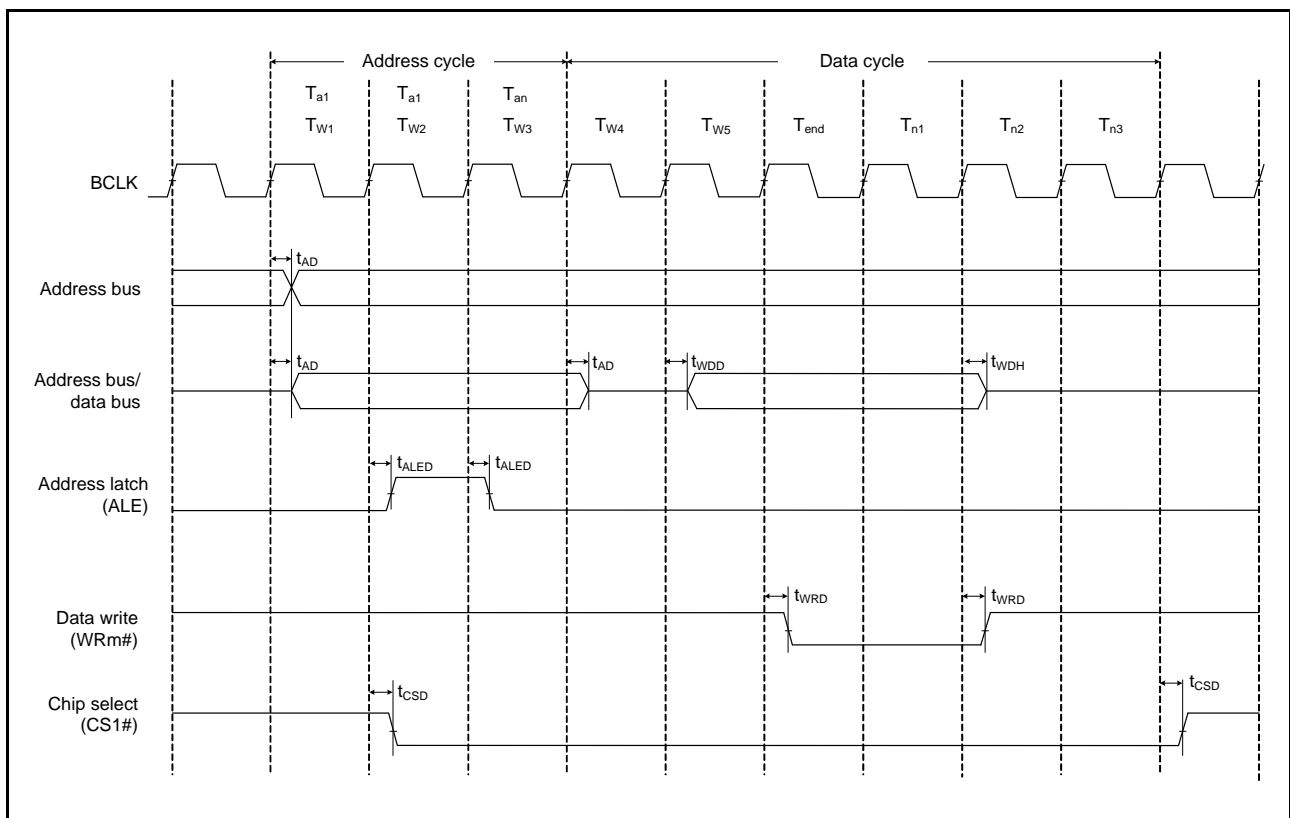 Address cycle Data cycle
Ta1 Ta1 Tan
TW1 TW2 TW3 TW4 TW5 Tend Tn1 Tn2 Tn3
BCLK
tAD
Address bus
tAD tAD tWDD tWDH
Address bus/
data bus
tALED tALED
Address latch
(ALE)
tWRD tWRD
Data write
(WRm#)
tCSD tCSD
Chip select
(CS1#)